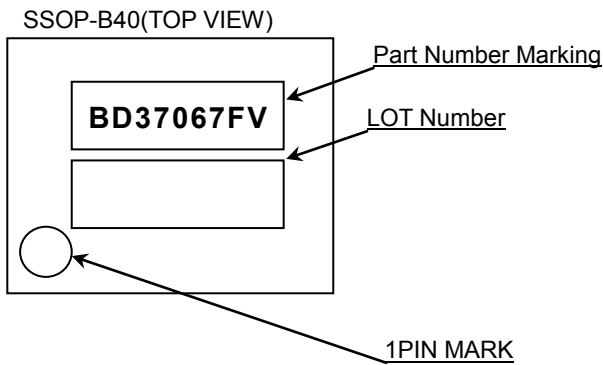 SSOP-B40(TOP VIEW)
Part Number Marking
BD37067FV
LOT Number
1PIN MARK